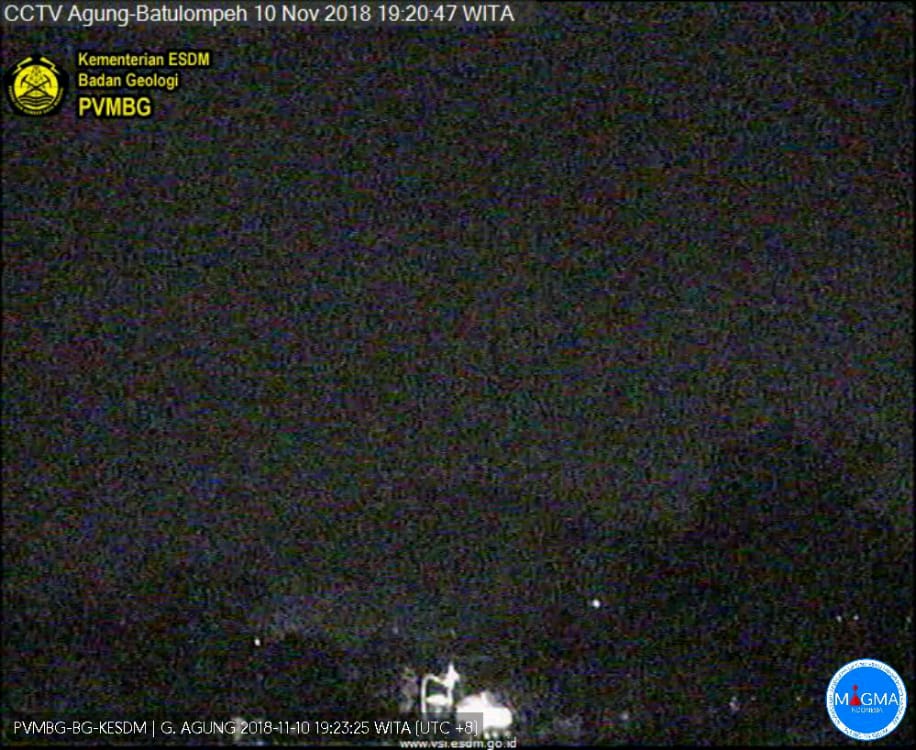 CCTV Agung-Batulompeh 10 Nov 2018 19:20:47 WITA
Kementerian ESDM
Badan Geologi
PVMBG
MAGMA
INDONESIA
PVMBG-BG-KESDM | G. AGUNG 2018-11-10 19:23:25 WITA (UTC +8)
www.vsi.esdm.go.id